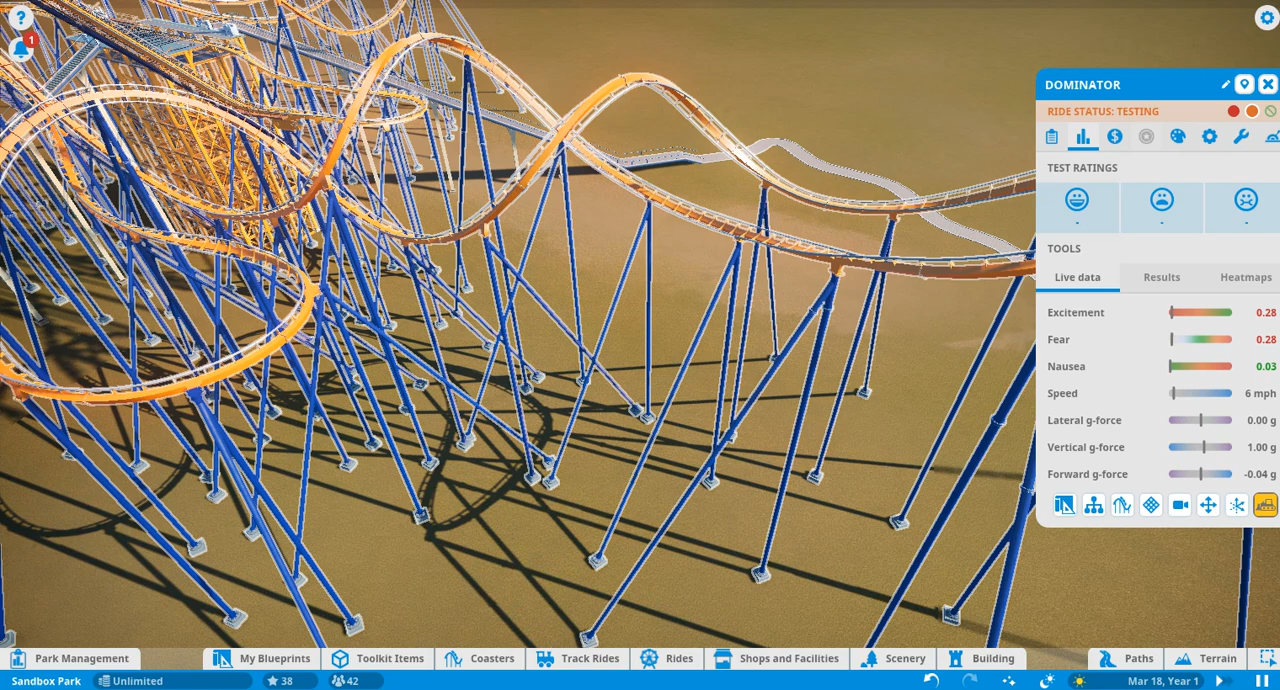 ?
1
DOMINATOR
RIDE STATUS: TESTING
TEST RATINGS
- - -
TOOLS
Live data Results Heatmaps
Excitement 0.28
Fear 0.28
Nausea 0.03
Speed 6 mph
Lateral g-force 0.00 g
Vertical g-force 1.00 g
Forward g-force -0.04 g
Park Management My Blueprints Toolkit Items Coasters Track Rides Rides Shops and Facilities Scenery Building Paths Terrain
Sandbox Park Unlimited 38 42 Mar 18, Year 1